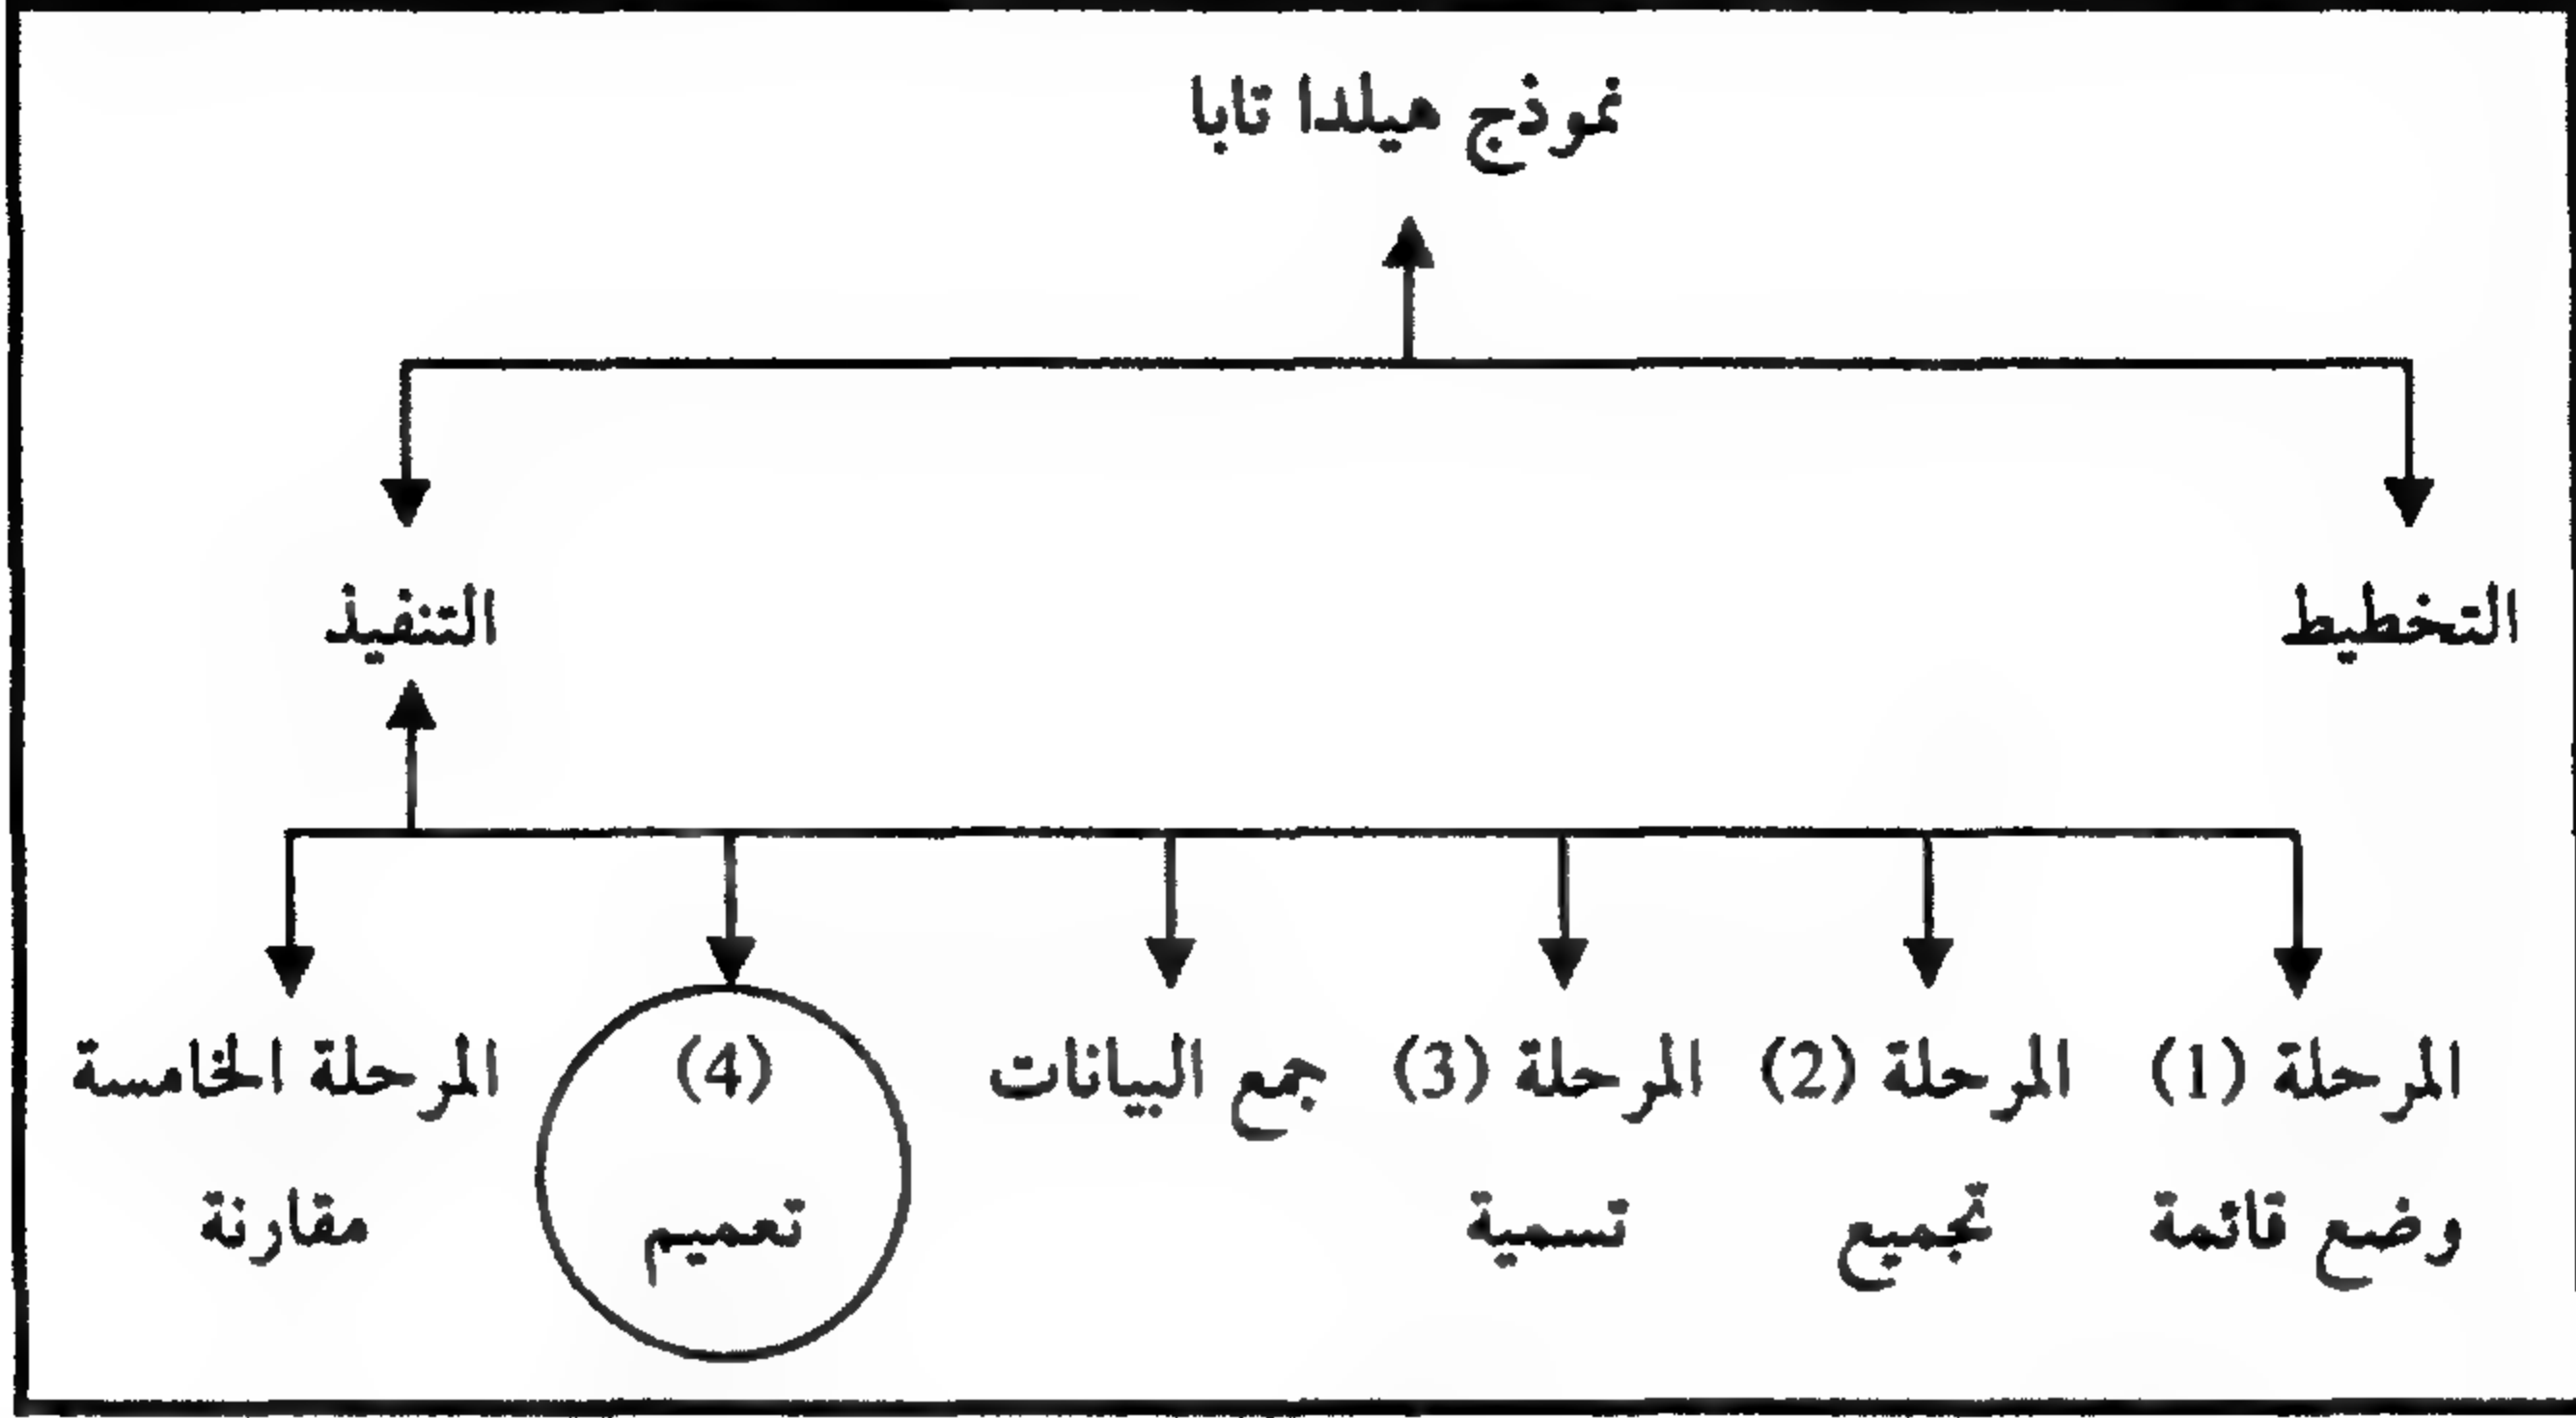 نموذج هيلدا تابا
التخطيط
التنفيذ
المرحلة (1)
وضع قائمة
المرحلة (2)
تجميع
المرحلة (3)
تسمية
جمع البيانات
(4)
تعميم
المرحلة الخامسة
مقارنة